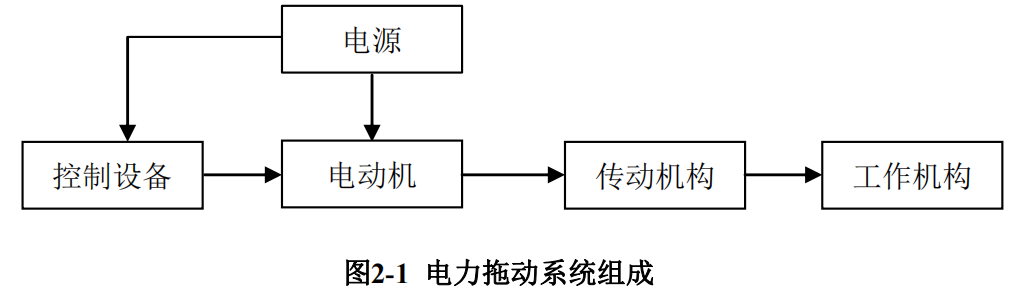 电源
控制设备
电动机
传动机构
工作机构
图2-1 电力拖动系统组成